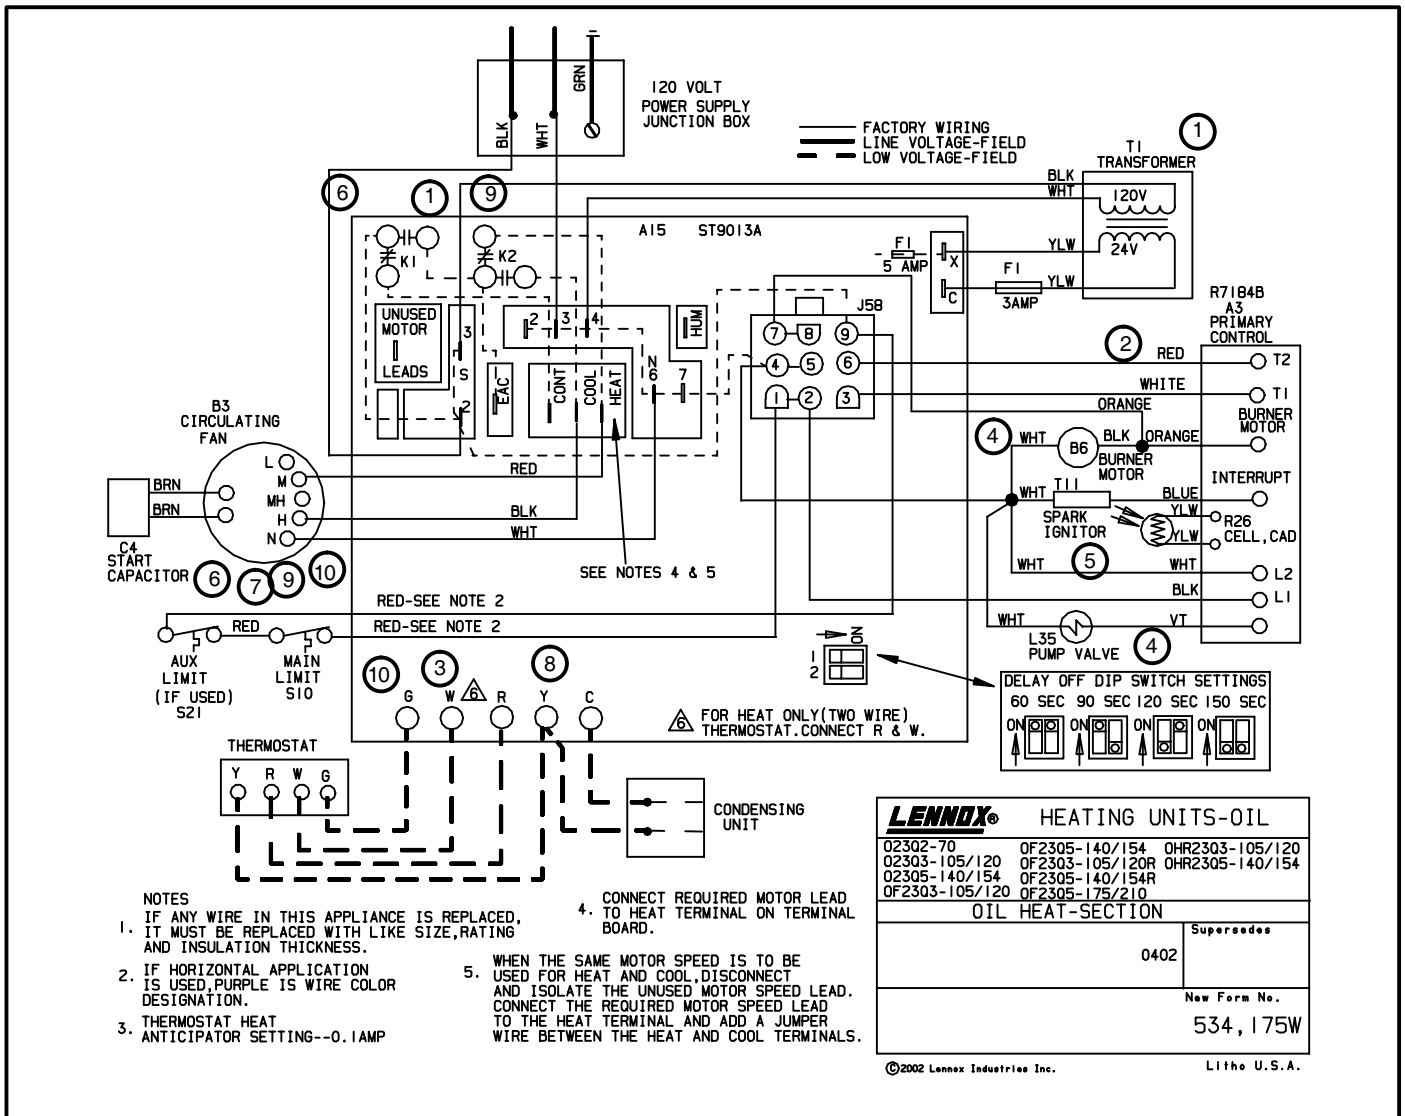 120 VOLT
POWER SUPPLY
JUNCTION BOX
BLK
WHT
GRN
FACTORY WIRING
LINE VOLTAGE-FIELD
LOW VOLTAGE-FIELD
1
T1
TRANSFORMER
BLK
WHT
120V
24V
6
1
9
A15 ST9013A
F1
5 AMP
X
C
YLW
F1
3AMP
YLW
K1
K2
UNUSED
MOTOR
LEADS
3
S
2
2
3
4
HUM
EAC
CONT
COOL
HEAT
N
6
7
J58
7
8
9
4
5
6
1
2
3
R7184B
A3
PRIMARY
CONTROL
2
RED
T2
WHITE
T1
ORANGE
BURNER
MOTOR
4
WHT
B6
BLK
ORANGE
BURNER
MOTOR
INTERRUPT
WHT
T11
BLUE
SPARK
IGNITOR
YLW
YLW
R26
CELL,CAD
5
WHT
WHT
L2
BLK
L1
WHT
VT
L35
PUMP VALVE
4
B3
CIRCULATING
FAN
L
M
MH
H
N
BRN
BRN
C4
START
CAPACITOR
6
7
9
10
RED
BLK
WHT
SEE NOTES 4 & 5
RED-SEE NOTE 2
RED-SEE NOTE 2
RED
AUX
LIMIT
(IF USED)
S21
MAIN
LIMIT
S10
10
3
8
G
W
6
R
Y
C
ON
1
2
6
FOR HEAT ONLY(TWO WIRE)
THERMOSTAT.CONNECT R & W.
DELAY OFF DIP SWITCH SETTINGS
60 SEC 90 SEC 120 SEC 150 SEC
ON ON ON ON
THERMOSTAT
Y R W G
CONDENSING
UNIT
LENNOX® HEATING UNITS-OIL
O23Q2-70 OF23Q5-140/154 OHR23Q3-105/120
O23Q3-105/120 OF23Q3-105/120R OHR23Q5-140/154
O23Q5-140/154 OF23Q5-140/154R
OF23Q3-105/120 OF23Q5-175/210
OIL HEAT-SECTION
Supersedes
0402
New Form No.
534,175W
©2002 Lennox Industries Inc.
Litho U.S.A.
NOTES
1. IF ANY WIRE IN THIS APPLIANCE IS REPLACED,
IT MUST BE REPLACED WITH LIKE SIZE,RATING
AND INSULATION THICKNESS.
2. IF HORIZONTAL APPLICATION
IS USED,PURPLE IS WIRE COLOR
DESIGNATION.
3. THERMOSTAT HEAT
ANTICIPATOR SETTING--0.1AMP
4. CONNECT REQUIRED MOTOR LEAD
TO HEAT TERMINAL ON TERMINAL
BOARD.
5. WHEN THE SAME MOTOR SPEED IS TO BE
USED FOR HEAT AND COOL,DISCONNECT
AND ISOLATE THE UNUSED MOTOR SPEED LEAD.
CONNECT THE REQUIRED MOTOR SPEED LEAD
TO THE HEAT TERMINAL AND ADD A JUMPER
WIRE BETWEEN THE HEAT AND COOL TERMINALS.